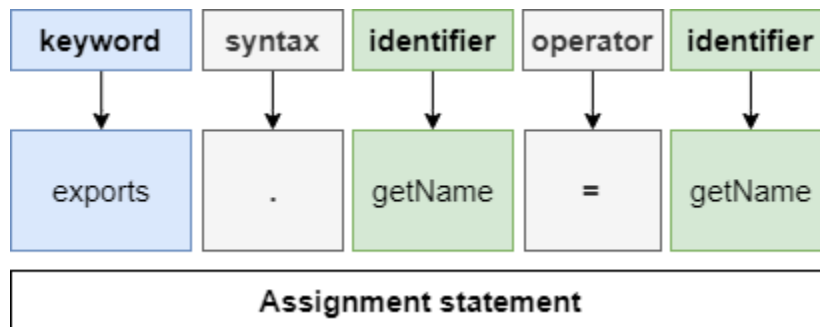 keyword syntax identifier operator identifier
exports . getName = getName
Assignment statement